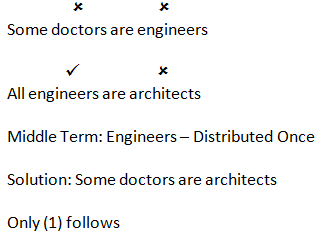 ✗ ✗
Some doctors are engineers
✓ ✗
All engineers are architects
Middle Term: Engineers – Distributed Once
Solution: Some doctors are architects
Only (1) follows